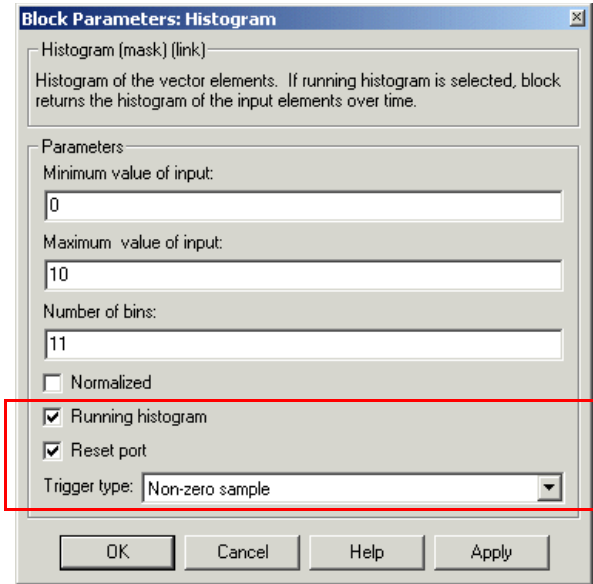 Block Parameters: Histogram
Histogram (mask) (link)
Histogram of the vector elements.  If running histogram is selected, block
returns the histogram of the input elements over time.
Parameters
Minimum value of input:
0
Maximum  value of input:
10
Number of bins:
11
Normalized
Running histogram
Reset port
Trigger type: Non-zero sample
OK Cancel Help Apply